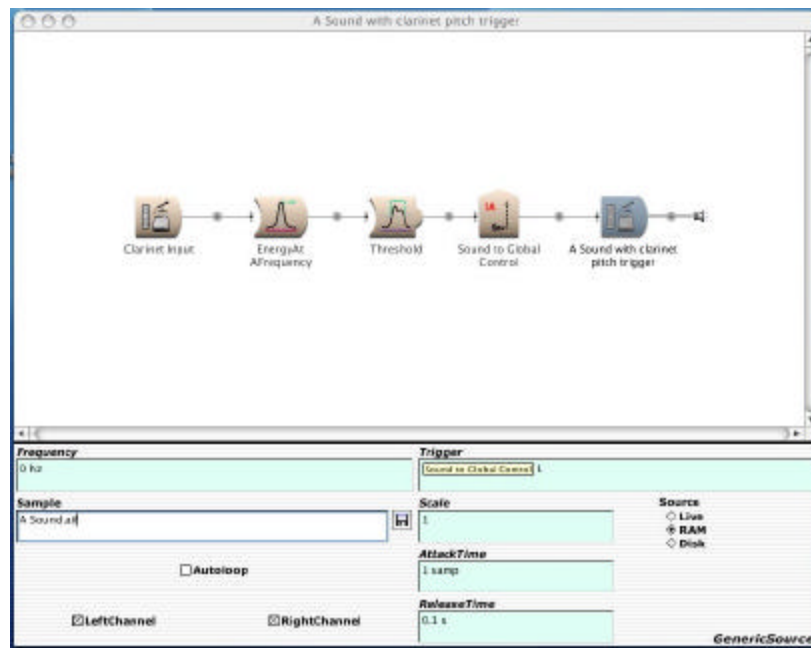 A Sound with clarinet pitch trigger
Clarinet Input
EnergyAt
AFrequency
Threshold
Sound to Global
Control
A Sound with clarinet
pitch trigger
Frequency
0 hz
Trigger
Sound to Global Control L
Sample
A Sound.aif
Scale
1
Source
Live
RAM
Disk
Autoloop
AttackTime
1 samp
LeftChannel
RightChannel
ReleaseTime
0.1 s
GenericSource